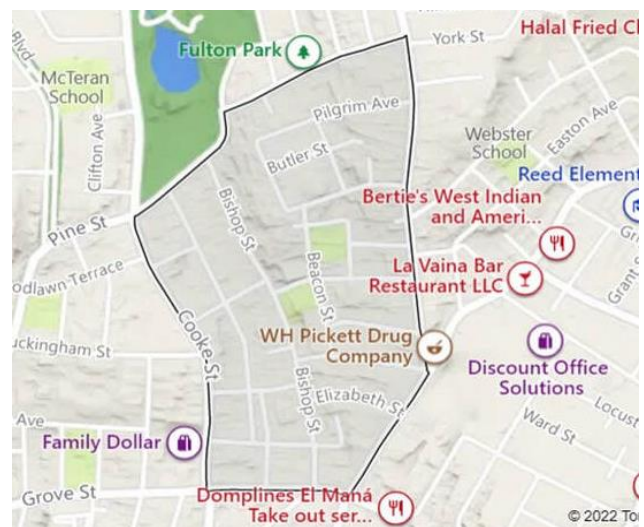 Halal Fried Cl
York St
Fulton Park
McTeran
School
Blvd
Clifton Ave
Pilgrim Ave
Webster
School
Easton Ave
Butler St
Reed Element
Bertie's West Indian
and Ameri...
Bishop St
Pine St
Beacon St
La Vaina Bar
Restaurant LLC
odlawn Terrace
Cooke St
WH Pickett Drug
Company
uckingham St
Discount Office
Solutions
Bishop St
Elizabeth St
Locust
Ward St
Ave
Family Dollar
Grove St
Domplines El Maná
Take out ser...
© 2022 To